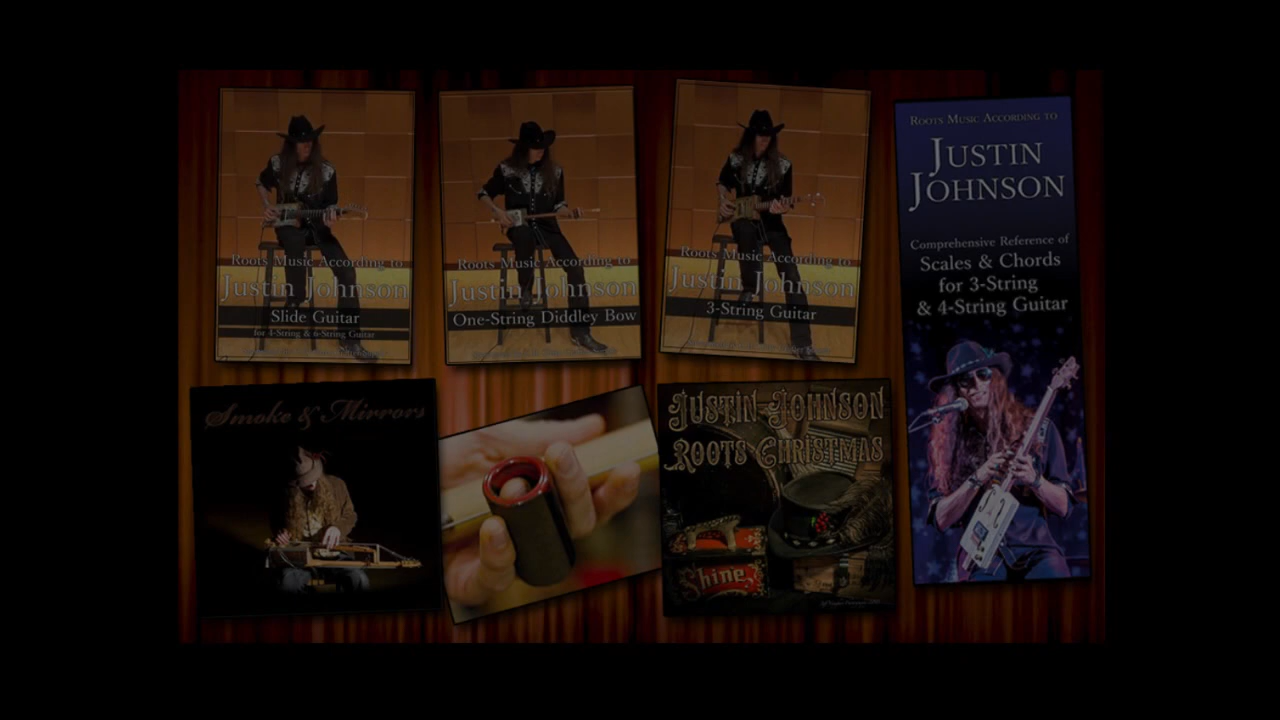 Roots Music According to
Justin Johnson
Slide Guitar
for 4-String & 6-String Guitar
Roots Music According to
Justin Johnson
One-String Diddley Bow
Roots Music According to
Justin Johnson
3-String Guitar
Roots Music According to
Justin
Johnson
Comprehensive Reference of
Scales & Chords
for 3-String
& 4-String Guitar
Smoke & Mirrors
Justin Johnson
Roots Christmas
Shine